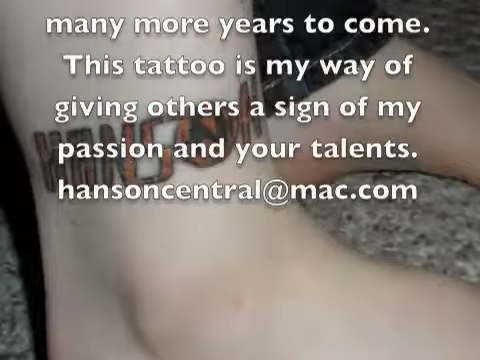 many more years to come.
This tattoo is my way of
giving others a sign of my
passion and your talents.
hansoncentral@mac.com
HANSON